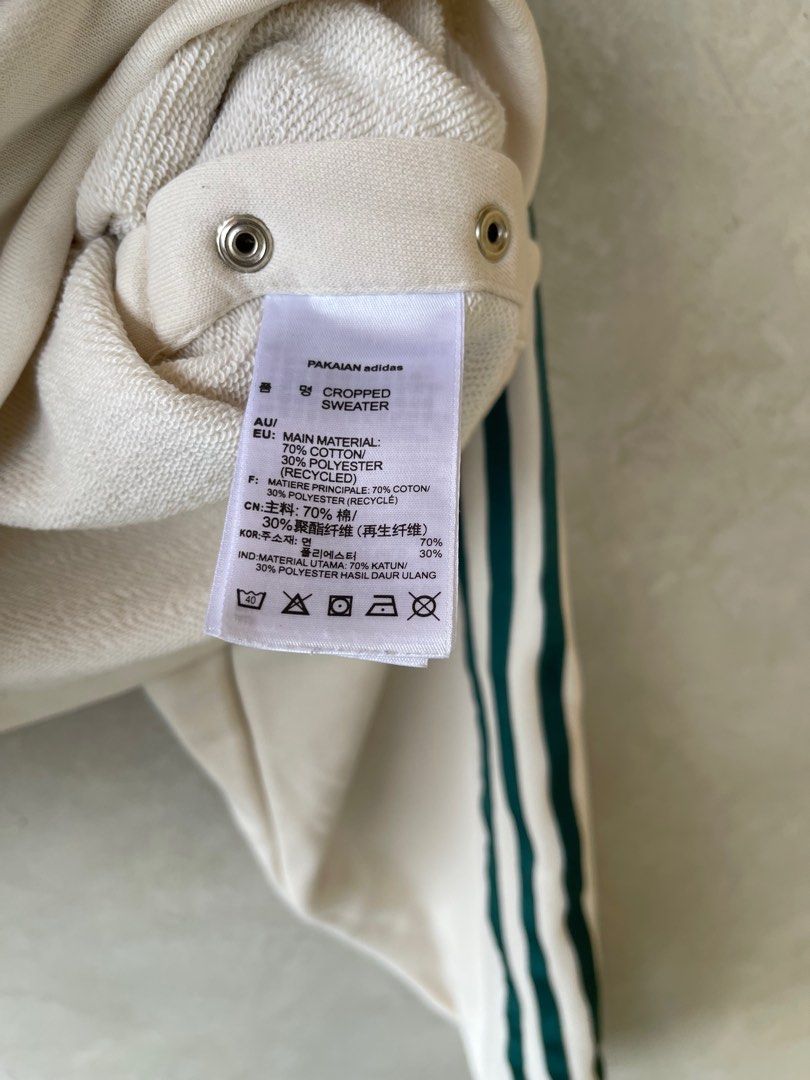 PAKAIAN adidas
품 명 CROPPED
SWEATER
AU/
EU: MAIN MATERIAL:
70% COTTON/
30% POLYESTER
(RECYCLED)
F: MATIERE PRINCIPALE: 70% COTON/
30% POLYESTER (RECYCLÉ)
CN:主料: 70% 棉/
30%聚酯纤维 (再生纤维)
KOR:주소재: 면 70%
폴리에스터 30%
IND:MATERIAL UTAMA: 70% KATUN/
30% POLYESTER HASIL DAUR ULANG
40